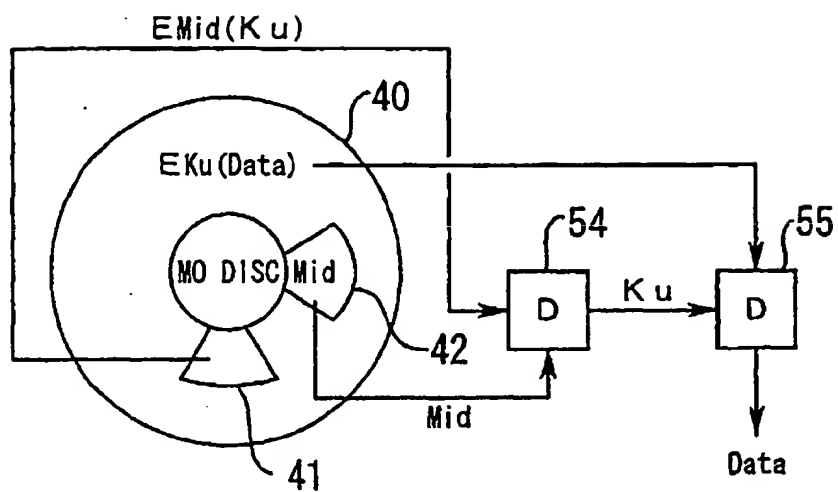 EMid(Ku)
40
EKu(Data)
54
55
MO DISC
Mid
Ku
D
D
42
Mid
41
Data